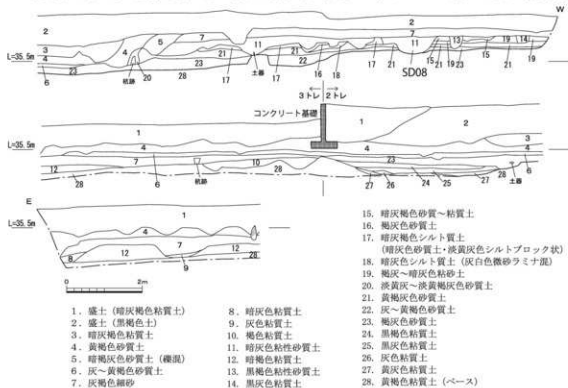 W
2
2
7
5
7
2
4
3
4
6
23
杭跡
20
28
21
23
17
11
土器
11
21
22
16
18
17
21
11
15
13
21
19
23
15
19
14
21
19
SD08
L=35.5m
3トレ 2トレ
コンクリート基礎
1
1
2
3
4
4
4
6
23
L=35.5m
12
28
6
7
杭跡
10
28
27
26
24
25
27
28
土器
E
1
L=35.5m
4
7
8
12
9
12
28
0 2m
1. 盛土(暗灰褐色粘質土)
2. 盛土(黒褐色土)
3. 暗灰褐色粘質土
4. 黄褐色砂質土
5. 暗褐灰色砂質土(礫混)
6. 灰~黄褐色砂質土
7. 灰褐色細砂
8. 暗灰色粘質土
9. 灰色粘質土
10. 褐色粘質土
11. 暗灰色粘性砂質土
12. 暗褐色粘質土
13. 黒褐色粘性砂質土
14. 黒灰色粘質土
15. 暗灰褐色砂質~粘質土
16. 褐灰色砂質土
17. 暗灰褐色シルト質土
(暗灰色砂質土・淡黄灰色シルトブロック状)
18. 暗灰色シルト質土(灰白色微砂ラミナ混)
19. 褐灰~暗灰色粘砂土
20. 淡黄灰~淡黄褐灰色砂質土
21. 黄褐灰色砂質土
22. 灰~黄褐色砂質土
23. 褐灰色砂質土
24. 黒褐色粘質土
25. 黒色粘質土
26. 灰色粘質土
27. 黄灰色粘質土
28. 黄褐色粘質土(ベース)